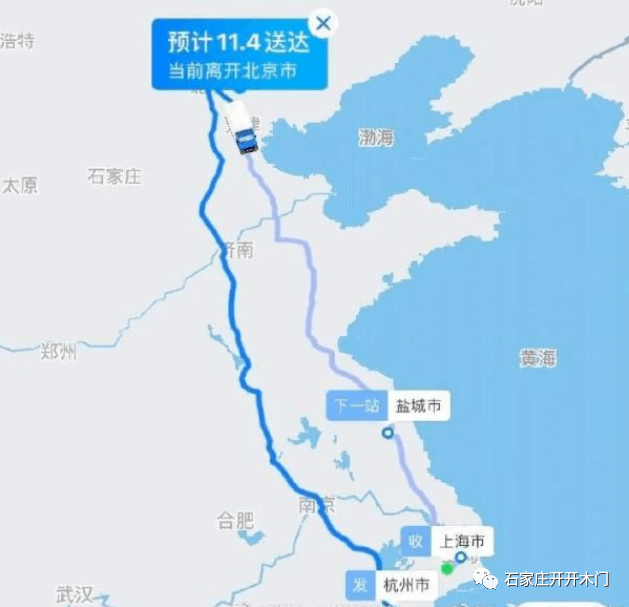 浩特
预计11.4送达
当前离开北京市
渤海
石家庄
太原
济南
郑州
黄海
下一站 盐城市
南京
合肥
收 上海市
发 杭州市
武汉
石家庄开开木门